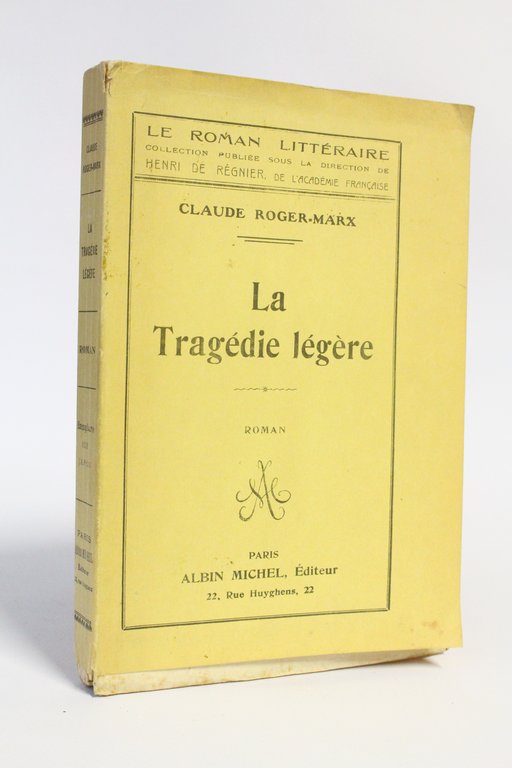 LE ROMAN LITTÉRAIRE
COLLECTION PUBLIÉE SOUS LA DIRECTION DE
HENRI DE RÉGNIER, DE L'ACADÉMIE FRANÇAISE
CLAUDE ROGER-MARX
La
Tragédie légère
ROMAN
PARIS
ALBIN MICHEL, Éditeur
22, Rue Huyghens, 22
CLAUDE
ROGER-MARX
LA
TRAGÉDIE
LÉGÈRE
ROMAN
Exemplaire
PARIS
ALBIN MICHEL